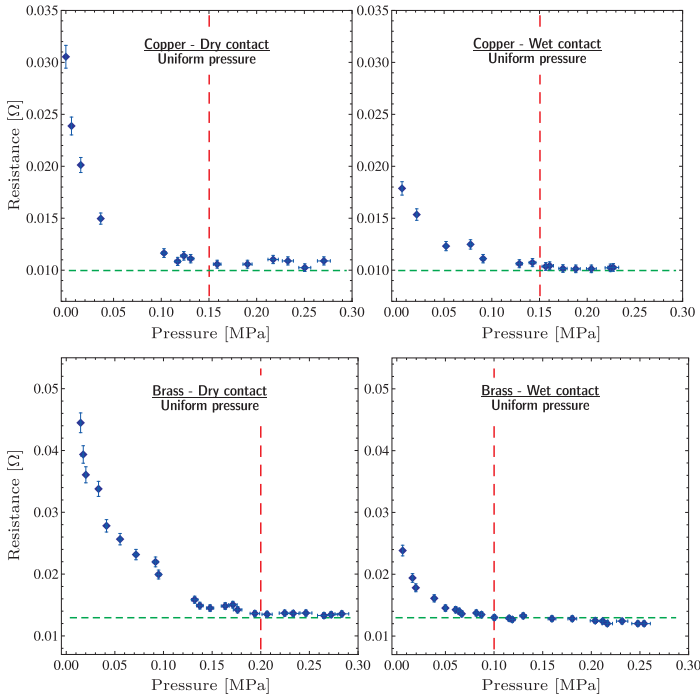 Copper - Dry contact
Uniform pressure
Resistance [Ω]
0.035
0.030
0.025
0.020
0.015
0.010
0.00 0.05 0.10 0.15 0.20 0.25 0.30
Pressure [MPa]
Copper - Wet contact
Uniform pressure
0.035
0.030
0.025
0.020
0.015
0.010
0.00 0.05 0.10 0.15 0.20 0.25 0.30
Pressure [MPa]
Brass - Dry contact
Uniform pressure
Resistance [Ω]
0.05
0.04
0.03
0.02
0.01
0.00 0.05 0.10 0.15 0.20 0.25 0.30
Pressure [MPa]
Brass - Wet contact
Uniform pressure
0.05
0.04
0.03
0.02
0.01
0.00 0.05 0.10 0.15 0.20 0.25 0.30
Pressure [MPa]